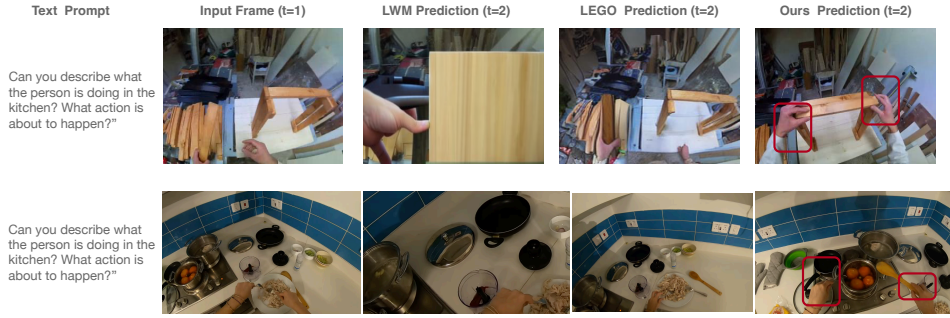 Text Prompt Input Frame (t=1) LWM Prediction (t=2) LEGO Prediction (t=2) Ours Prediction (t=2)
Can you describe what
the person is doing in the
kitchen? What action is
about to happen?”
Can you describe what
the person is doing in the
kitchen? What action is
about to happen?”